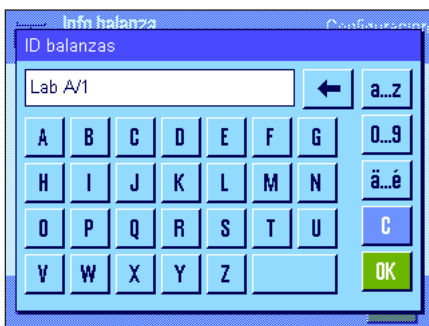 Info balanza
Configuracion
ID balanzas
Lab A/1
a...z
A B C D E F G
0...9
H I J K L M N
ä...é
O P Q R S T U
C
V W X Y Z
OK